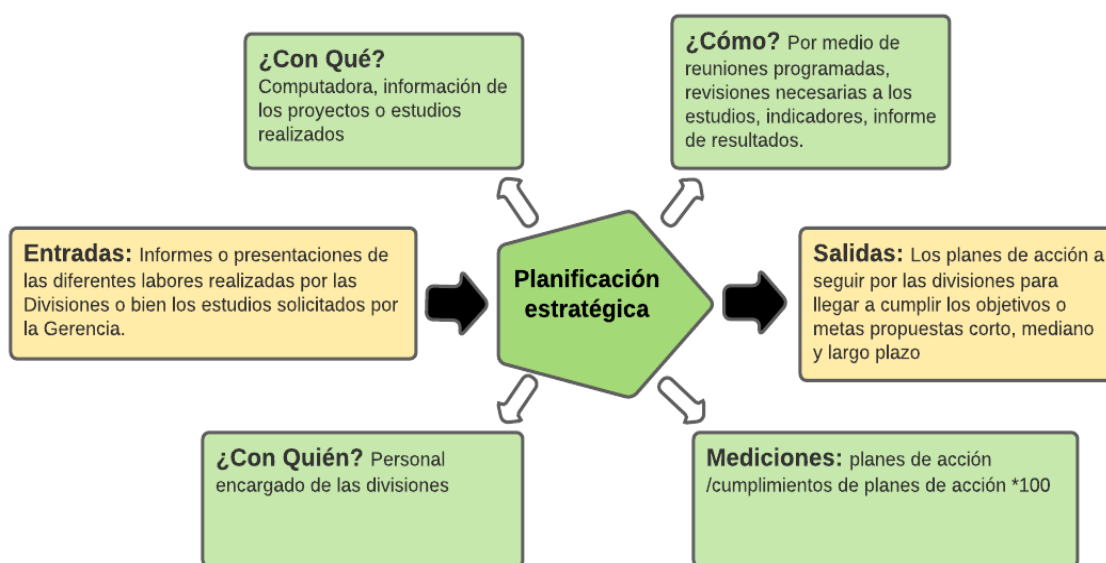 ¿Con Qué?
Computadora, información de
los proyectos o estudios
realizados
¿Cómo? Por medio de
reuniones programadas,
revisiones necesarias a los
estudios, indicadores, informe
de resultados.
Entradas: Informes o presentaciones de
las diferentes labores realizadas por las
Divisiones o bien los estudios solicitados por
la Gerencia.
Planificación
estratégica
Salidas: Los planes de acción a
seguir por las divisiones para
llegar a cumplir los objetivos o
metas propuestas corto, mediano
y largo plazo
¿Con Quién? Personal
encargado de las divisiones
Mediciones: planes de acción
/cumplimientos de planes de acción *100